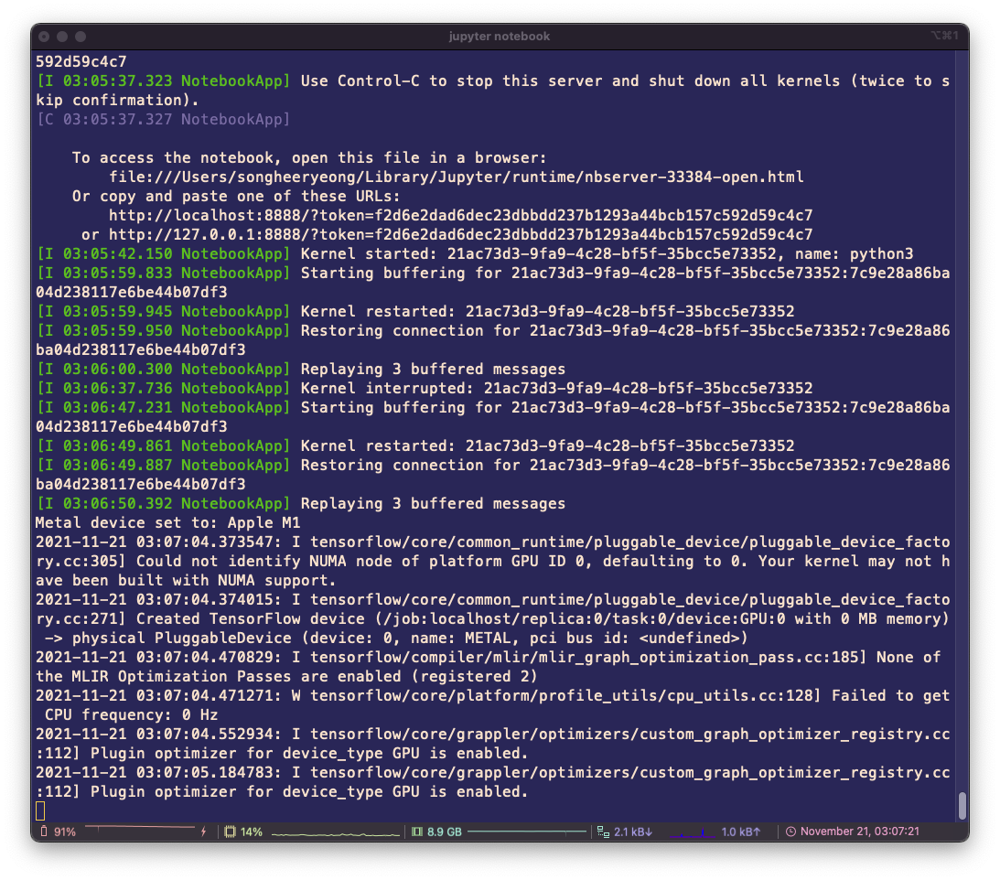 jupyter notebook
⌥⌘1
592d59c4c7
[I 03:05:37.323 NotebookApp] Use Control-C to stop this server and shut down all kernels (twice to s
kip confirmation).
[C 03:05:37.327 NotebookApp]
To access the notebook, open this file in a browser:
file:///Users/songheeryeong/Library/Jupyter/runtime/nbserver-33384-open.html
Or copy and paste one of these URLs:
http://localhost:8888/?token=f2d6e2dad6dec23dbbdd237b1293a44bcb157c592d59c4c7
or http://127.0.0.1:8888/?token=f2d6e2dad6dec23dbbdd237b1293a44bcb157c592d59c4c7
[I 03:05:42.150 NotebookApp] Kernel started: 21ac73d3-9fa9-4c28-bf5f-35bcc5e73352, name: python3
[I 03:05:59.833 NotebookApp] Starting buffering for 21ac73d3-9fa9-4c28-bf5f-35bcc5e73352:7c9e28a86ba
04d238117e6be44b07df3
[I 03:05:59.945 NotebookApp] Kernel restarted: 21ac73d3-9fa9-4c28-bf5f-35bcc5e73352
[I 03:05:59.950 NotebookApp] Restoring connection for 21ac73d3-9fa9-4c28-bf5f-35bcc5e73352:7c9e28a86
ba04d238117e6be44b07df3
[I 03:06:00.300 NotebookApp] Replaying 3 buffered messages
[I 03:06:37.736 NotebookApp] Kernel interrupted: 21ac73d3-9fa9-4c28-bf5f-35bcc5e73352
[I 03:06:47.231 NotebookApp] Starting buffering for 21ac73d3-9fa9-4c28-bf5f-35bcc5e73352:7c9e28a86ba
04d238117e6be44b07df3
[I 03:06:49.861 NotebookApp] Kernel restarted: 21ac73d3-9fa9-4c28-bf5f-35bcc5e73352
[I 03:06:49.887 NotebookApp] Restoring connection for 21ac73d3-9fa9-4c28-bf5f-35bcc5e73352:7c9e28a86
ba04d238117e6be44b07df3
[I 03:06:50.392 NotebookApp] Replaying 3 buffered messages
Metal device set to: Apple M1
2021-11-21 03:07:04.373547: I tensorflow/core/common_runtime/pluggable_device/pluggable_device_facto
ry.cc:305] Could not identify NUMA node of platform GPU ID 0, defaulting to 0. Your kernel may not h
ave been built with NUMA support.
2021-11-21 03:07:04.374015: I tensorflow/core/common_runtime/pluggable_device/pluggable_device_facto
ry.cc:271] Created TensorFlow device (/job:localhost/replica:0/task:0/device:GPU:0 with 0 MB memory)
-> physical PluggableDevice (device: 0, name: METAL, pci bus id: <undefined>)
2021-11-21 03:07:04.470829: I tensorflow/compiler/mlir/mlir_graph_optimization_pass.cc:185] None of
the MLIR Optimization Passes are enabled (registered 2)
2021-11-21 03:07:04.471271: W tensorflow/core/platform/profile_utils/cpu_utils.cc:128] Failed to get
CPU frequency: 0 Hz
2021-11-21 03:07:04.552934: I tensorflow/core/grappler/optimizers/custom_graph_optimizer_registry.cc
:112] Plugin optimizer for device_type GPU is enabled.
2021-11-21 03:07:05.184783: I tensorflow/core/grappler/optimizers/custom_graph_optimizer_registry.cc
:112] Plugin optimizer for device_type GPU is enabled.
91% 14% 8.9 GB 2.1 kB↓ 1.0 kB↑ November 21, 03:07:21